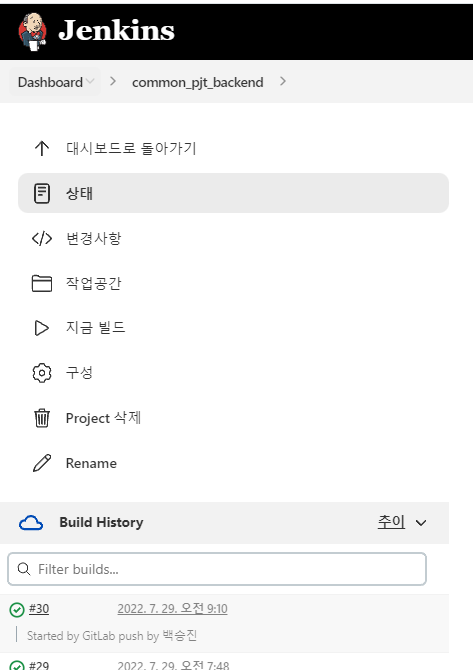 Jenkins
Dashboard common_pjt_backend
대시보드로 돌아가기
상태
변경사항
작업공간
지금 빌드
구성
Project 삭제
Rename
Build History 추이
Filter builds...
#30 2022. 7. 29. 오전 9:10
Started by GitLab push by 백승진
#29 2022. 7. 29. 오전 7:48